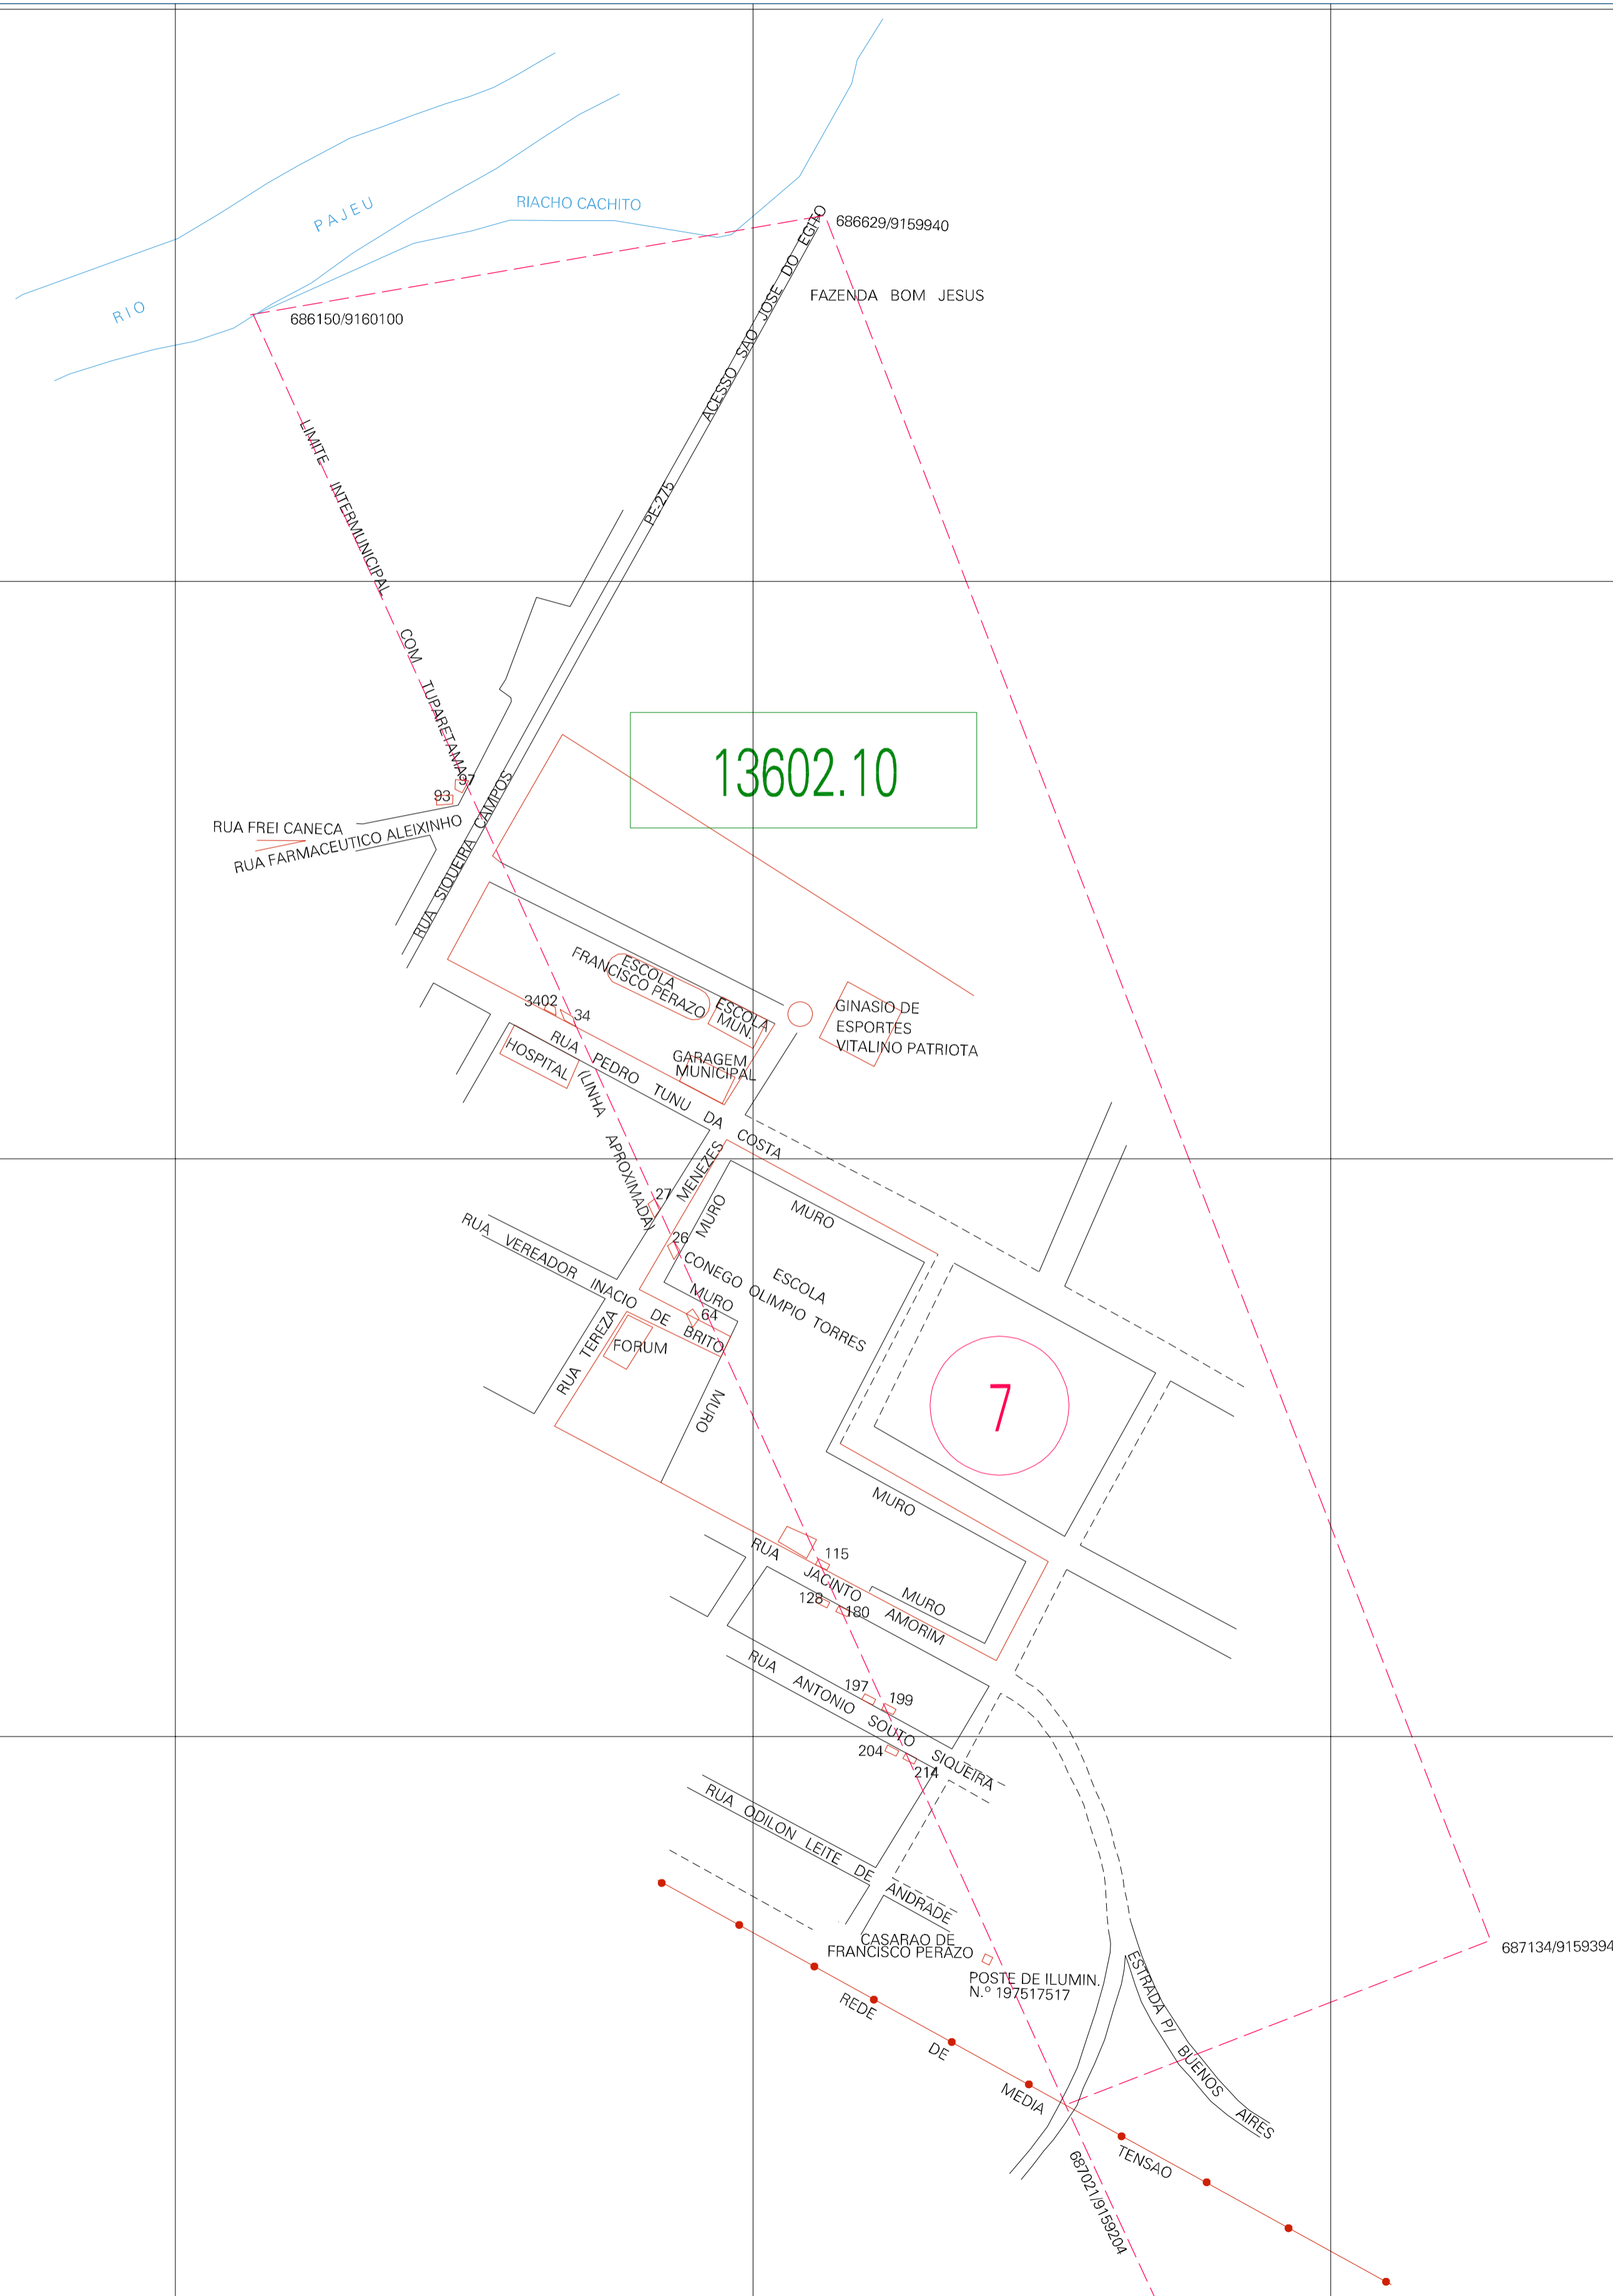 RIO PAJEU
RIACHO CACHITO
686629/9159940
FAZENDA BOM JESUS
686150/9160100
ACESSO SAO JOSE DO EGITO
PE-275
LIMITE INTERMUNICIPAL COM TUPARETAMA
(LINHA APROXIMADA)
13602.10
97
93
RUA FREI CANECA
RUA FARMACEUTICO ALEIXINHO
RUA SIQUEIRA CAMPOS
ESCOLA
FRANCISCO PERAZO
ESCOLA
MUN.
GINASIO DE
ESPORTES
VITALINO PATRIOTA
3402
34
HOSPITAL
GARAGEM
MUNICIPAL
RUA PEDRO TUNU DA COSTA
27
26
MURO
MURO
RUA TEREZA MENEZES
RUA VEREADOR INACIO DE BRITO
ESCOLA
CONEGO OLIMPIO TORRES
MURO
64
FORUM
MURO
7
MURO
115
RUA JACINTO AMORIM
MURO
128
180
RUA ANTONIO SOUTO SIQUEIRA
197
199
204
214
RUA ODILON LEITE DE ANDRADE
CASARAO DE
FRANCISCO PERAZO
POSTE DE ILUMIN.
N.º 197517517
687134/9159394
ESTRADA P/ BUENOS AIRES
REDE DE MEDIA TENSAO
687021/9159204